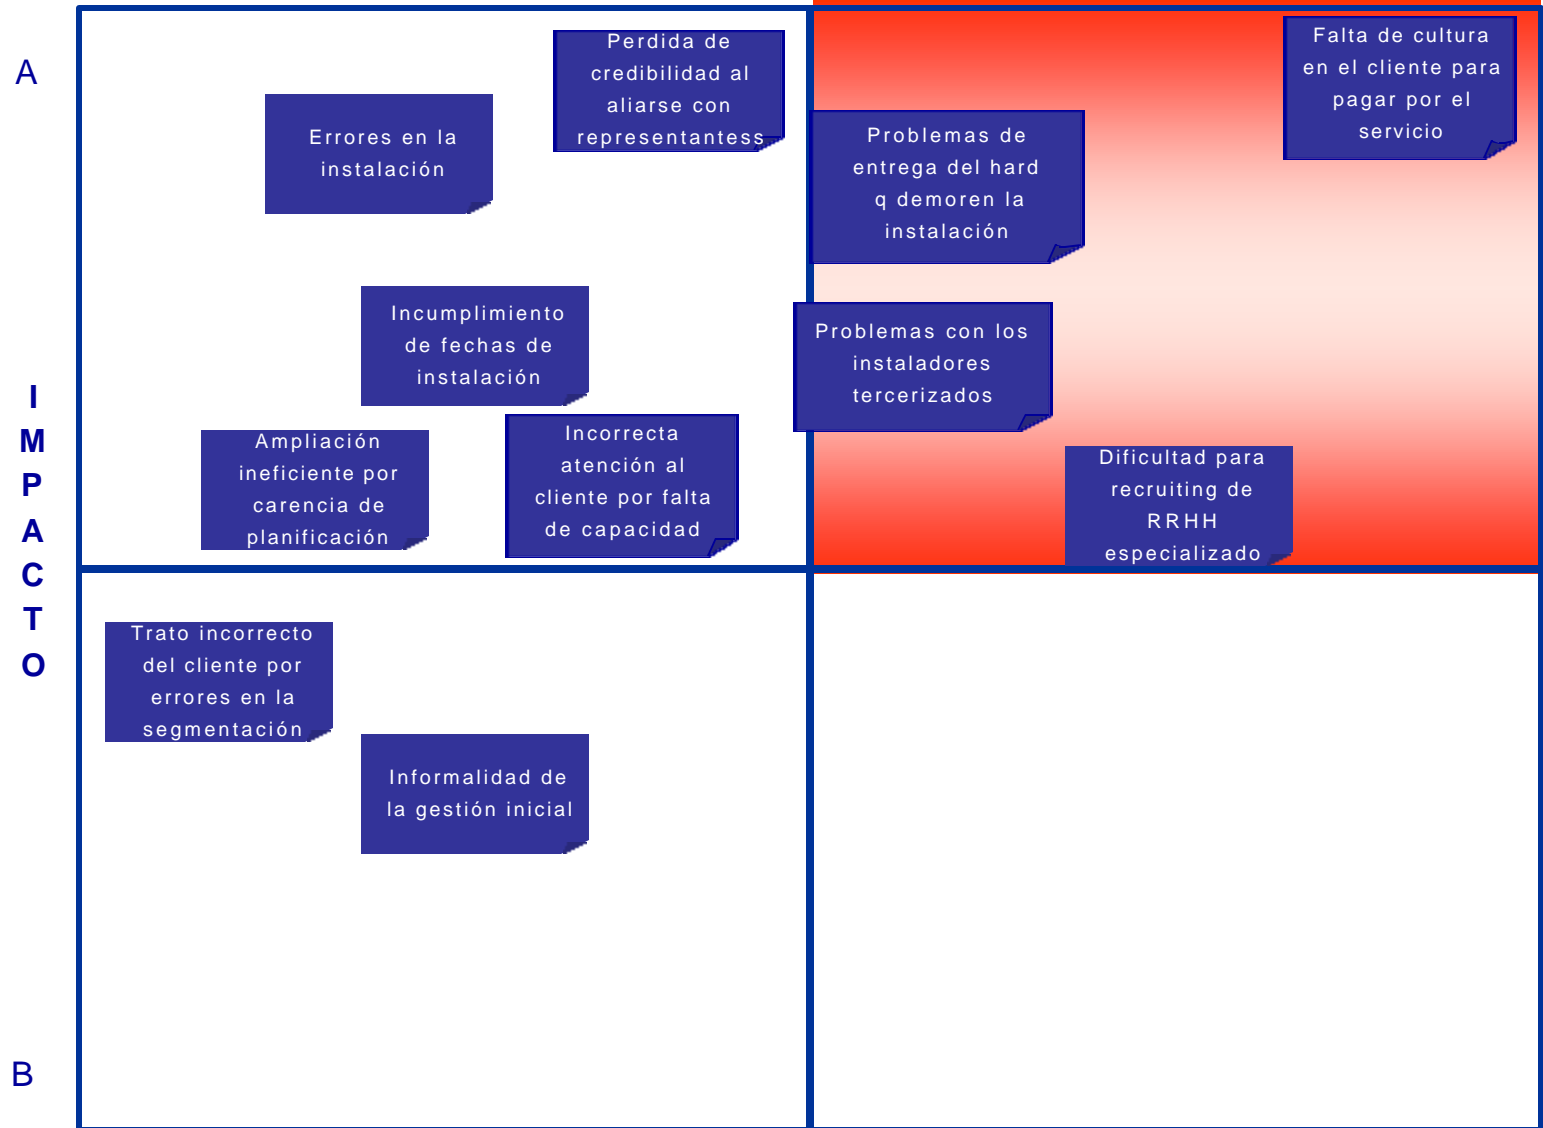 A
Perdida de
credibilidad al
aliarse con
representantess
Falta de cultura
en el cliente para
pagar por el
servicio
Errores en la
instalación
Problemas de
entrega del hard
q demoren la
instalación
Incumplimiento
de fechas de
instalación
Problemas con los
instaladores
tercerizados
I
M
P
A
C
T
O
Ampliación
ineficiente por
carencia de
planificación
Incorrecta
atención al
cliente por falta
de capacidad
Dificultad para
recruiting de
RRHH
especializado
Trato incorrecto
del cliente por
errores en la
segmentación
Informalidad de
la gestión inicial
B